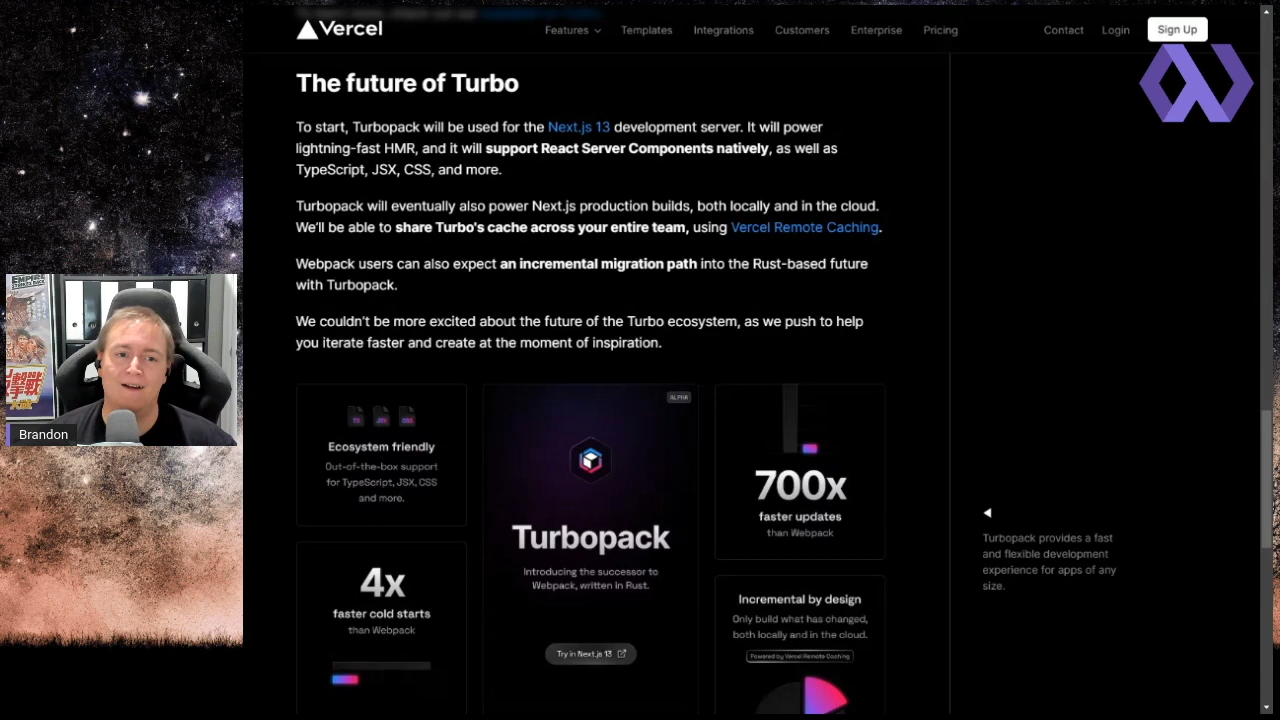 Vercel
Features
Templates
Integrations
Customers
Enterprise
Pricing
Contact
Login
Sign Up
The future of Turbo
To start, Turbopack will be used for the Next.js 13 development server. It will power
lightning-fast HMR, and it will support React Server Components natively, as well as
TypeScript, JSX, CSS, and more.
Turbopack will eventually also power Next.js production builds, both locally and in the cloud.
We'll be able to share Turbo's cache across your entire team, using Vercel Remote Caching.
Webpack users can also expect an incremental migration path into the Rust-based future
with Turbopack.
We couldn't be more excited about the future of the Turbo ecosystem, as we push to help
you iterate faster and create at the moment of inspiration.
TS
JSX
CSS
Ecosystem friendly
Out-of-the-box support
for TypeScript, JSX, CSS
and more.
4x
faster cold starts
than Webpack
ALPHA
Turbopack
Introducing the successor to
Webpack, written in Rust.
Try in Next.js 13
700x
faster updates
than Webpack
Incremental by design
Only build what has changed,
both locally and in the cloud.
Powered by Vercel Remote Caching
Turbopack provides a fast
and flexible development
experience for apps of any
size.
EMPIRE
Brandon